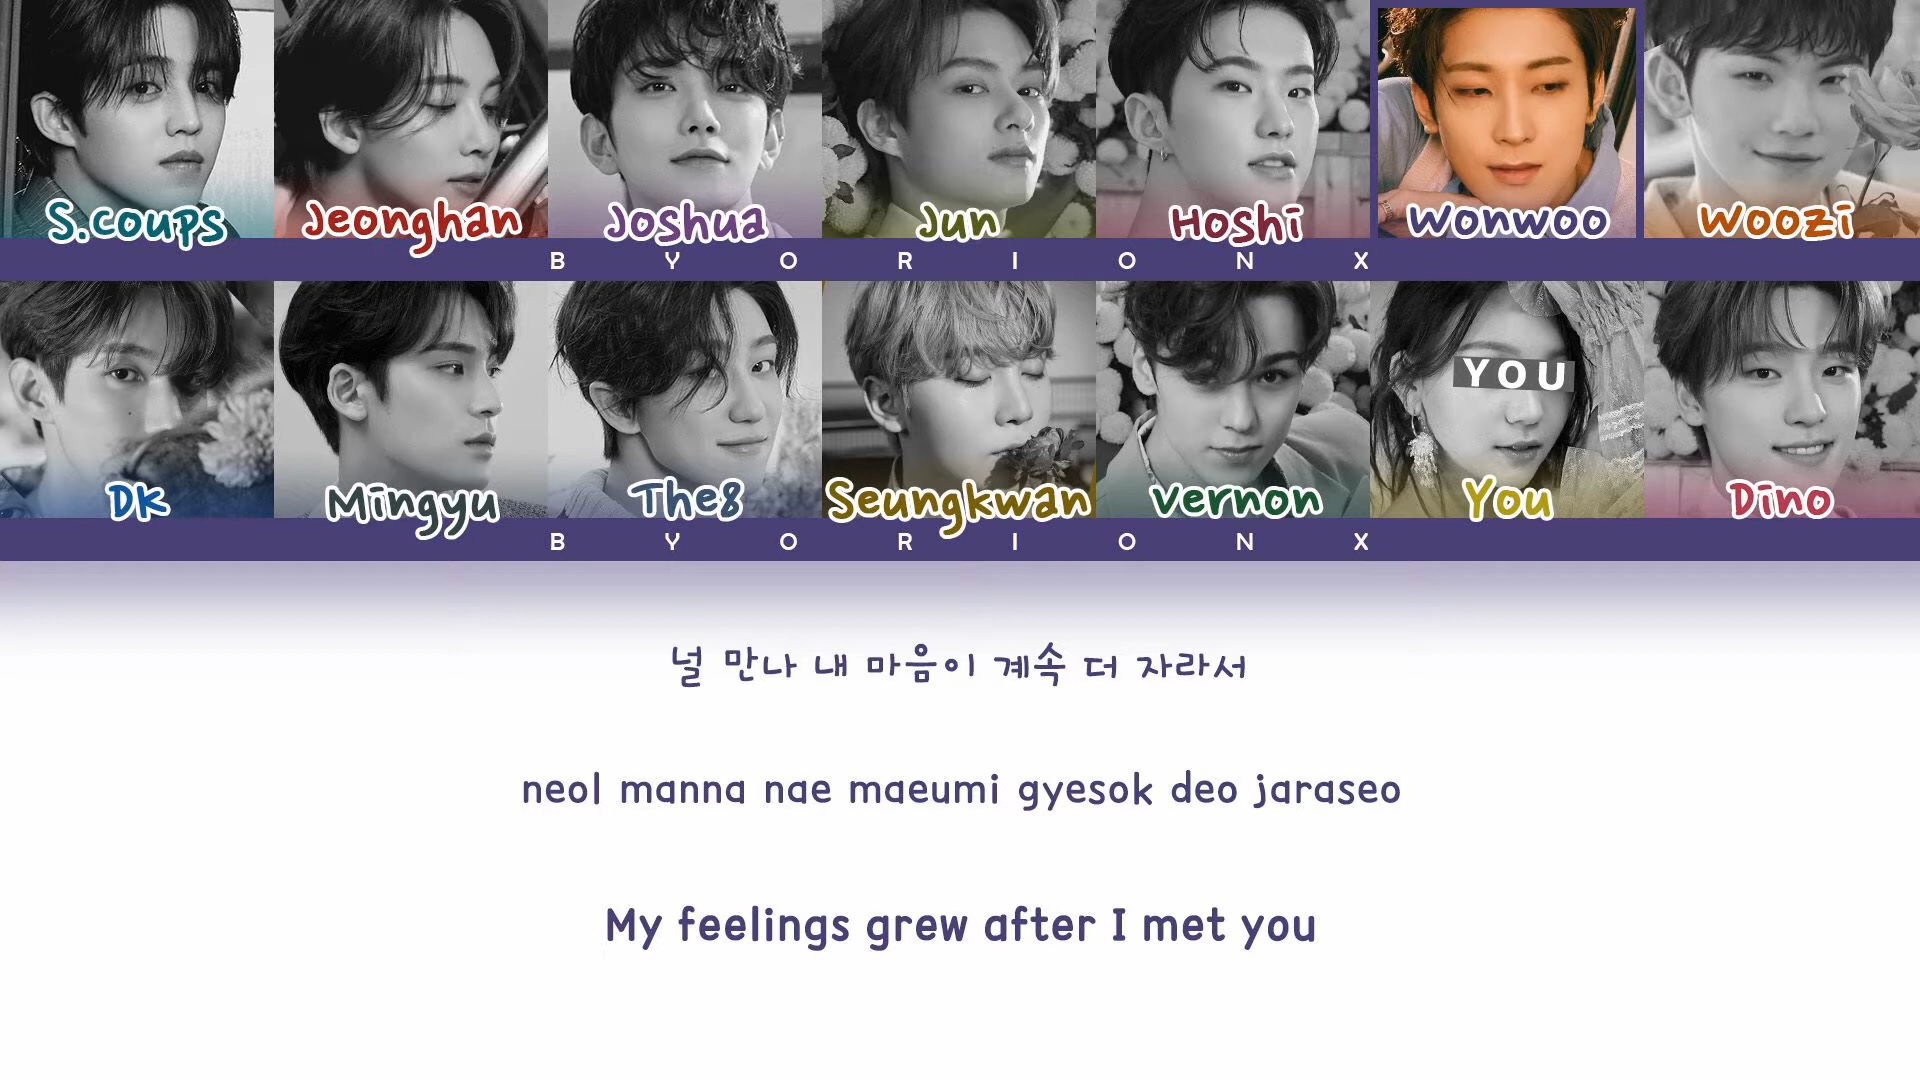 S.coups Jeonghan Joshua Jun Hoshi Wonwoo Woozi
B Y O R I O N X
YOU
DK Mingyu The8 Seungkwan vernon You Dino
B Y O R I O N X
널 만나 내 마음이 계속 더 자라서
neol manna nae maeumi gyesok deo jaraseo
My feelings grew after I met you